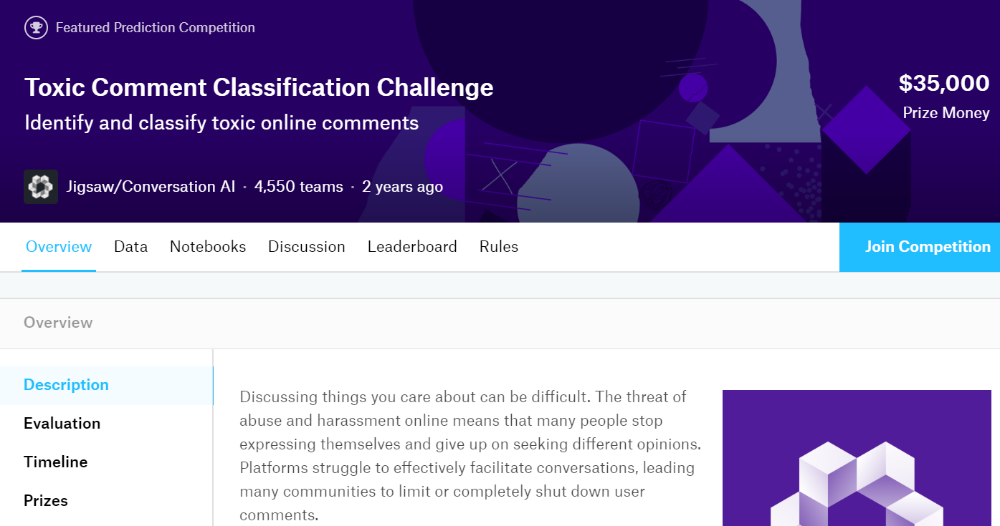 Featured Prediction Competition
Toxic Comment Classification Challenge
Identify and classify toxic online comments
$35,000
Prize Money
Jigsaw/Conversation AI · 4,550 teams · 2 years ago
Overview Data Notebooks Discussion Leaderboard Rules Join Competition
Overview
Description
Evaluation
Timeline
Prizes
Discussing things you care about can be difficult. The threat of
abuse and harassment online means that many people stop
expressing themselves and give up on seeking different opinions.
Platforms struggle to effectively facilitate conversations, leading
many communities to limit or completely shut down user
comments.